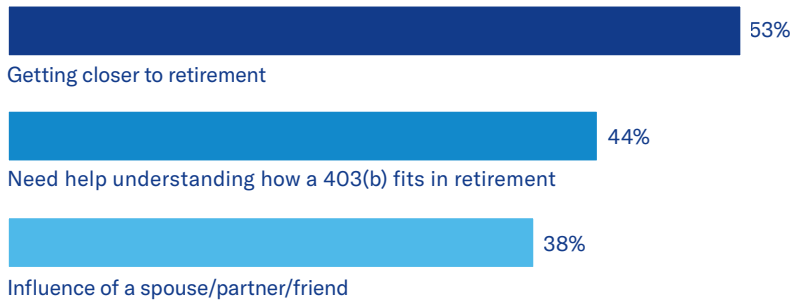 53%
Getting closer to retirement
44%
Need help understanding how a 403(b) fits in retirement
38%
Influence of a spouse/partner/friend